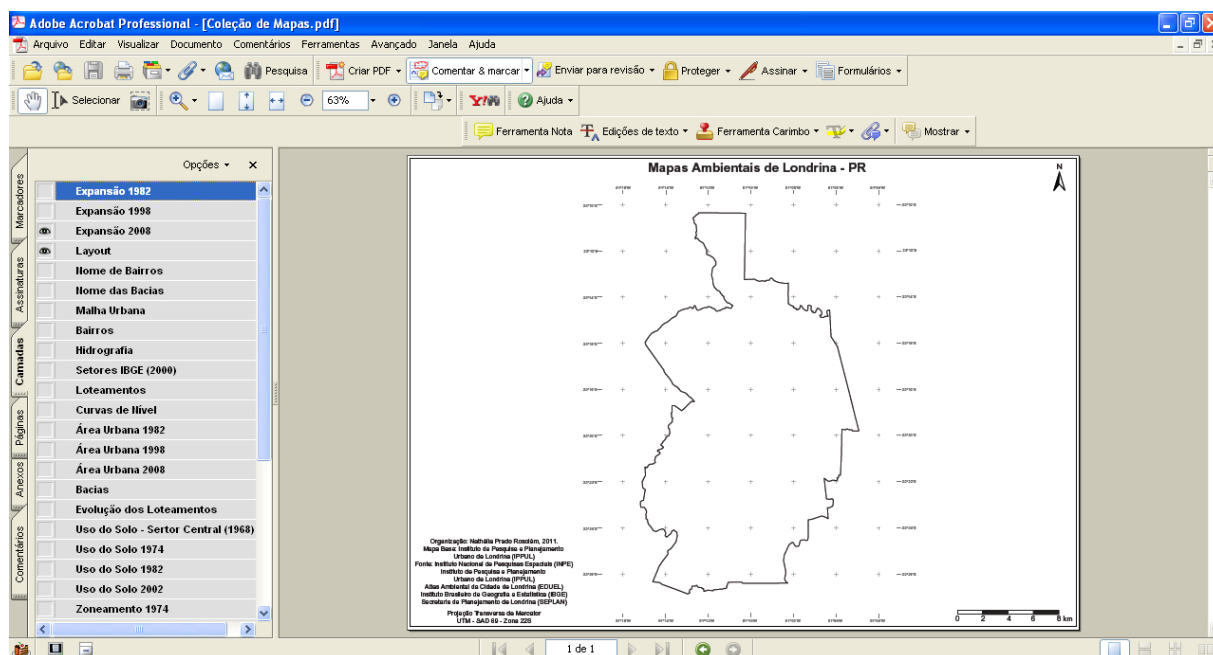 Adobe Acrobat Professional - [Coleção de Mapas.pdf]
Arquivo Editar Visualizar Documento Comentários Ferramentas Avançado Janela Ajuda
Pesquisa Criar PDF Comentar & marcar Enviar para revisão Proteger Assinar Formulários
Selecionar 63% Y! Ajuda
Ferramenta Nota Edições de texto Ferramenta Carimbo Mostrar
Opções
Marcadores
Assinaturas
Camadas
Páginas
Anexos
Comentários
Expansão 1982
Expansão 1998
Expansão 2008
Layout
Nome de Bairros
Nome das Bacias
Malha Urbana
Bairros
Hidrografia
Setores IBGE (2000)
Loteamentos
Curvas de Nível
Área Urbana 1982
Área Urbana 1998
Área Urbana 2008
Bacias
Evolução dos Loteamentos
Uso do Solo - Sertor Central (1968)
Uso do Solo 1974
Uso do Solo 1982
Uso do Solo 2002
Zoneamento 1974
Mapas Ambientais de Londrina - PR
N
Organização: Nathália Prado Rosolém, 2011.
Mapa Base: Instituto de Pesquisa e Planejamento
Urbano de Londrina (IPPUL)
Fonte: Instituto Nacional de Pesquisas Espaciais (INPE)
Instituto de Pesquisa e Planejamento
Urbano de Londrina (IPPUL)
Atlas Ambiental da Cidade de Londrina (EDUEL)
Instituto Brasileiro de Geografia e Estatística (IBGE)
Secretaria de Planejamento de Londrina (SEPLAN)
Projeção Transversa de Mercator
UTM - SAD 69 - Zona 22S
0 2 4 6 8 km
1 de 1